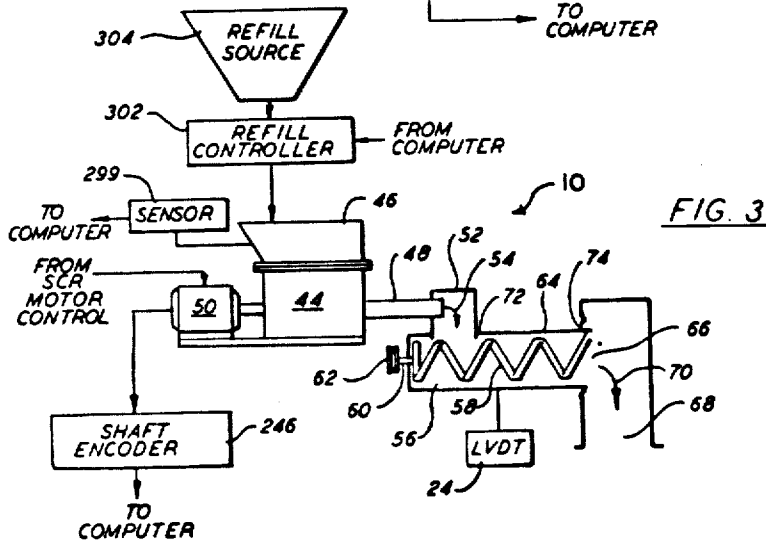 TO
COMPUTER
304
REFILL
SOURCE
302
REFILL
CONTROLLER
FROM
COMPUTER
299
SENSOR
TO
COMPUTER
46
10
FIG. 3
FROM
SCR
MOTOR
CONTROL
50
44
48
52
54
72
64
74
66
62
60
56
58
70
68
SHAFT
ENCODER
246
LVDT
24
TO
COMPUTER